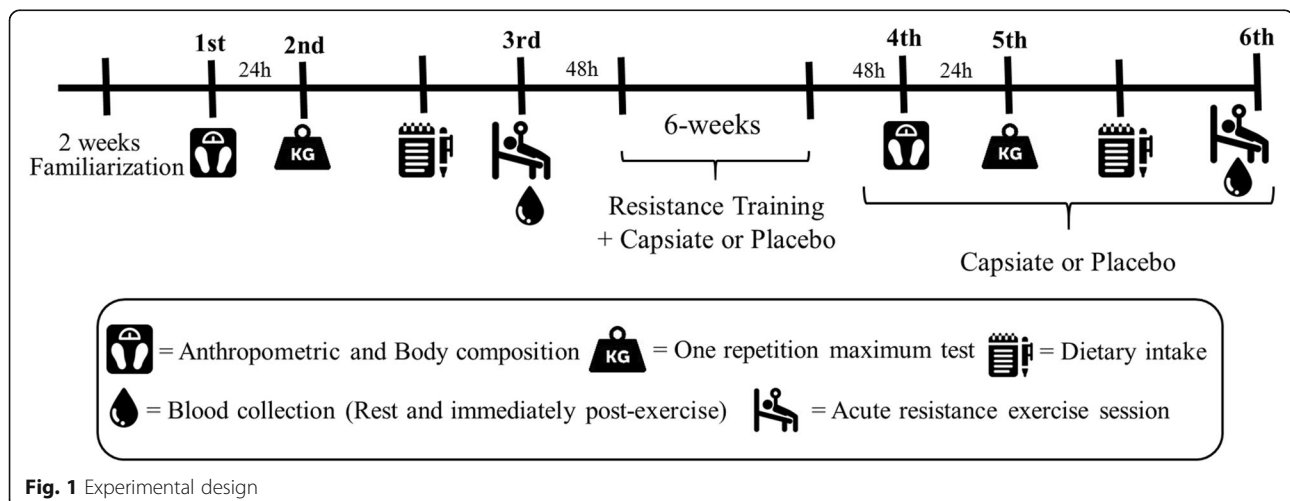 1st 2nd 3rd 4th 5th 6th
24h 48h 48h 24h
KG KG
2 weeks
Familiarization
6-weeks
Resistance Training
+ Capsiate or Placebo
Capsiate or Placebo
= Anthropometric and Body composition KG = One repetition maximum test = Dietary intake
= Blood collection (Rest and immediately post-exercise) = Acute resistance exercise session
Fig. 1 Experimental design